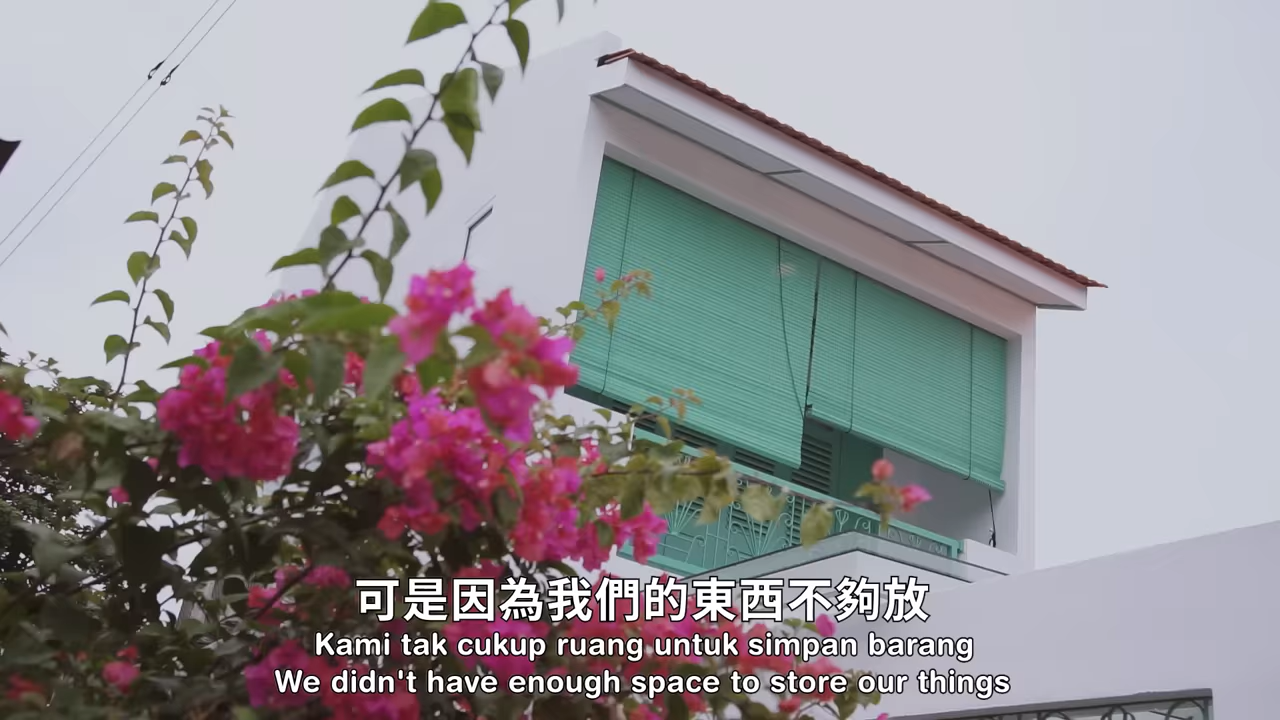 可是因為我們的東西不夠放
Kami tak cukup ruang untuk simpan barang
We didn't have enough space to store our things